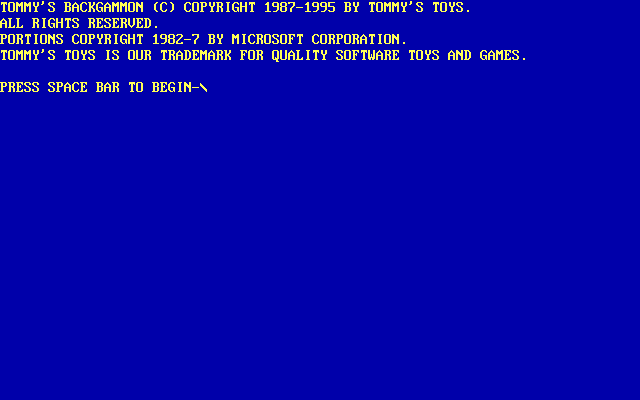 TOMMY'S BACKGAMMON (C) COPYRIGHT 1987-1995 BY TOMMY'S TOYS.
ALL RIGHTS RESERVED.
PORTIONS COPYRIGHT 1982-7 BY MICROSOFT CORPORATION.
TOMMY'S TOYS IS OUR TRADEMARK FOR QUALITY SOFTWARE TOYS AND GAMES.
PRESS SPACE BAR TO BEGIN-\